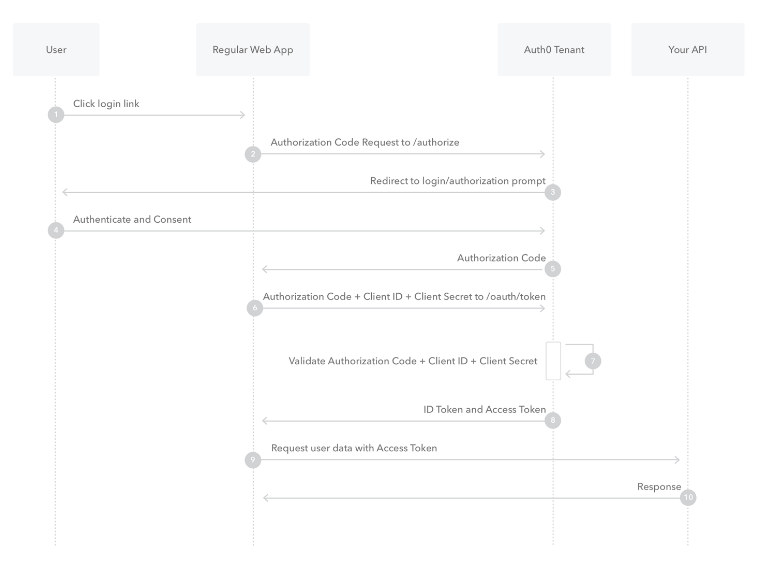 User
Regular Web App
Auth0 Tenant
Your API
1
Click login link
2
Authorization Code Request to /authorize
Redirect to login/authorization prompt
3
4
Authenticate and Consent
Authorization Code
5
6
Authorization Code + Client ID + Client Secret to /oauth/token
Validate Authorization Code + Client ID + Client Secret
7
ID Token and Access Token
8
9
Request user data with Access Token
Response
10